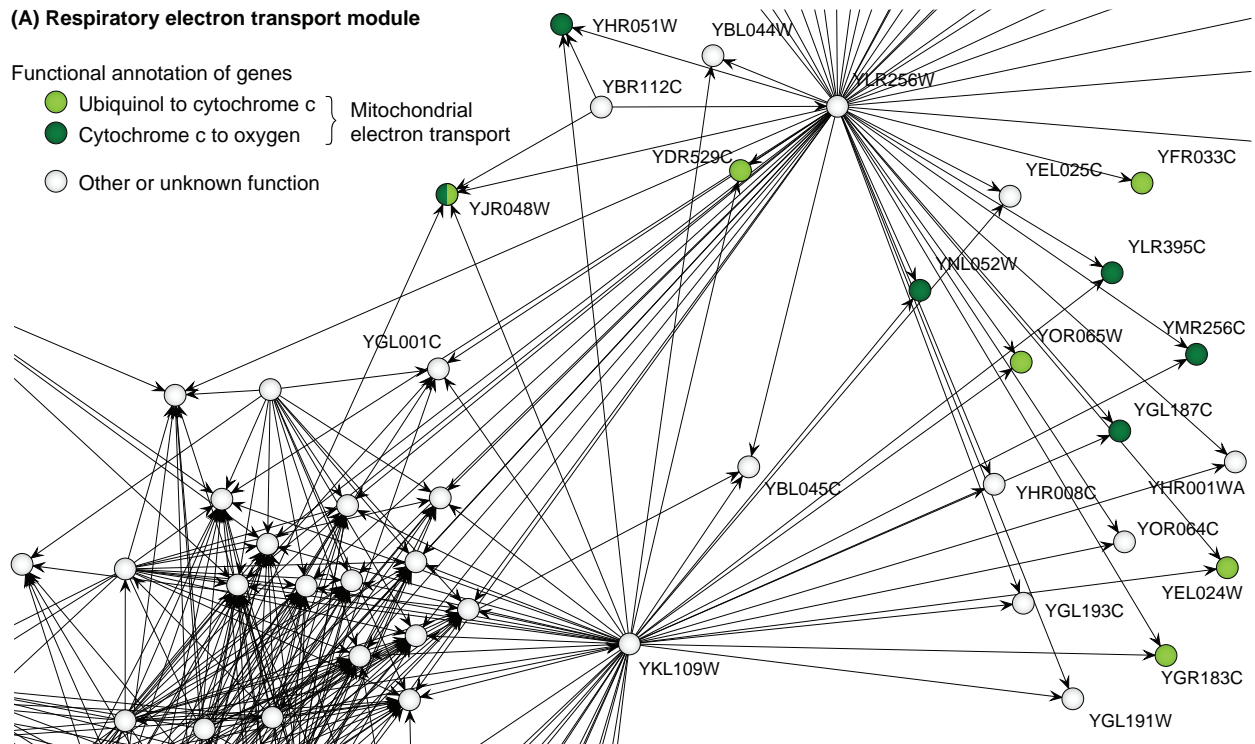 (A) Respiratory electron transport module
Functional annotation of genes
Ubiquinol to cytochrome c
Cytochrome c to oxygen
Mitochondrial
electron transport
Other or unknown function
YHR051W
YBL044W
YBR112C
YLR256W
YDR529C
YJR048W
YEL025C
YFR033C
YNL052W
YLR395C
YGL001C
YOR065W
YMR256C
YGL187C
YBL045C
YHR008C
YHR001WA
YOR064C
YEL024W
YGL193C
YKL109W
YGR183C
YGL191W